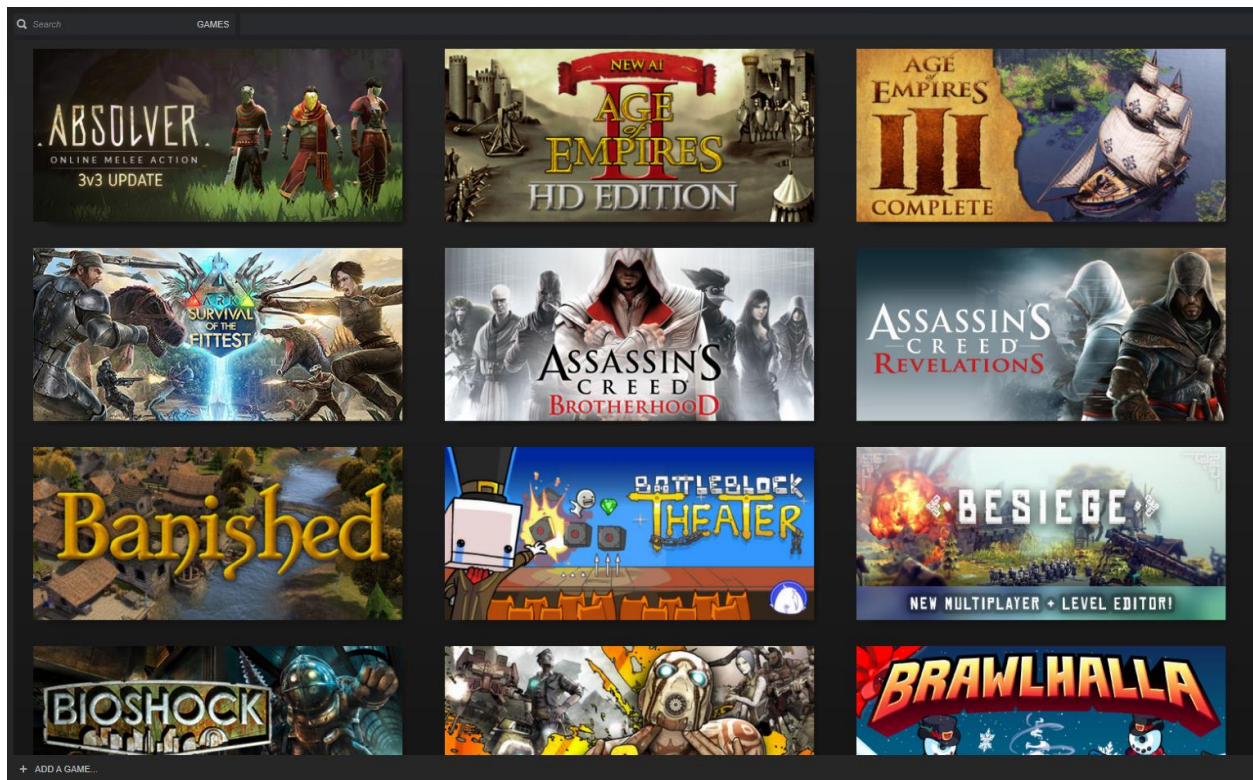 Search
GAMES
ABSOLVER
ONLINE MELEE ACTION
3v3 UPDATE
NEW AI
AGE
of
EMPIRES
II
HD EDITION
AGE
of
EMPIRES
III
COMPLETE
ARK
SURVIVAL
OF THE
FITTEST
ASSASSIN'S
CREED
BROTHERHOOD
ASSASSIN'S
CREED
REVELATIONS
Banished
BATTLEBLOCK
THEATER
BESIEGE
NEW MULTIPLAYER + LEVEL EDITOR!
BIOSHOCK
BRAWLHALLA
+ ADD A GAME...